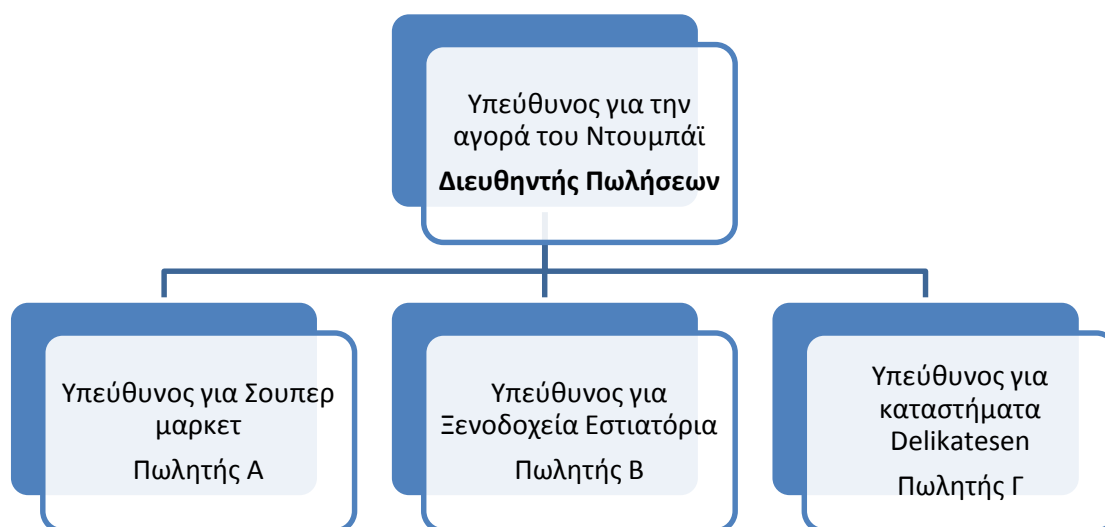 Υπεύθυνος για την
αγορά του Ντουμπάϊ
Διευθηντής Πωλήσεων
Υπεύθυνος για Σουπερ
μαρκετ
Πωλητής Α
Υπεύθυνος για
Ξενοδοχεία Εστιατόρια
Πωλητής Β
Υπεύθυνος για
καταστήματα
Delikatesen
Πωλητής Γ